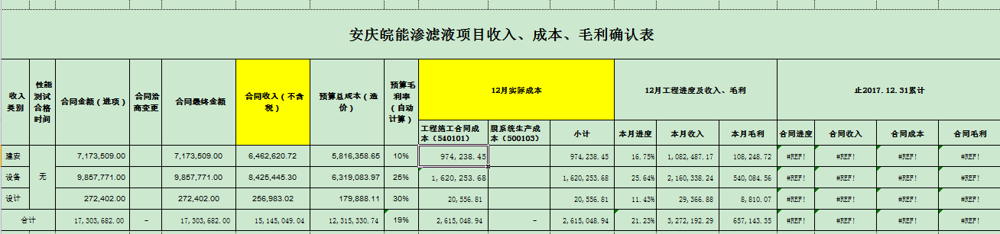 安庆皖能渗滤液项目收入、成本、毛利确认表
收入类别 性能测试合格时间 合同金额（进项） 合同洽商变更 合同最终金额 合同收入（不含税） 预算总成本（造价） 预算毛利率（自动计算） 12月实际成本 12月工程进度及收入、毛利 止2017.12.31累计
工程施工合同成本（540101） 膜系统生产成本（500103） 小计 本月进度 本月收入 本月毛利 合同进度 合同收入 合同成本 合同毛利
建安 7,173,509.00 7,173,509.00 6,462,620.72 5,816,358.65 10% 974,238.45 974,238.45 16.75% 1,082,487.17 108,248.72 #REF! #REF! #REF! #REF!
设备 无 9,857,771.00 9,857,771.00 8,425,445.30 6,319,083.97 25% 1,620,253.68 1,620,253.68 25.64% 2,160,338.24 540,084.56 #REF! #REF! #REF! #REF!
设计 272,402.00 272,402.00 256,983.02 179,888.11 30% 20,556.81 20,556.81 11.43% 29,366.88 8,810.07 #REF! #REF! #REF! #REF!
合计 17,303,682.00 - 17,303,682.00 15,145,049.04 12,315,330.74 19% 2,615,048.94 - 2,615,048.94 21.23% 3,272,192.29 657,143.35 #REF! #REF! #REF! #REF!